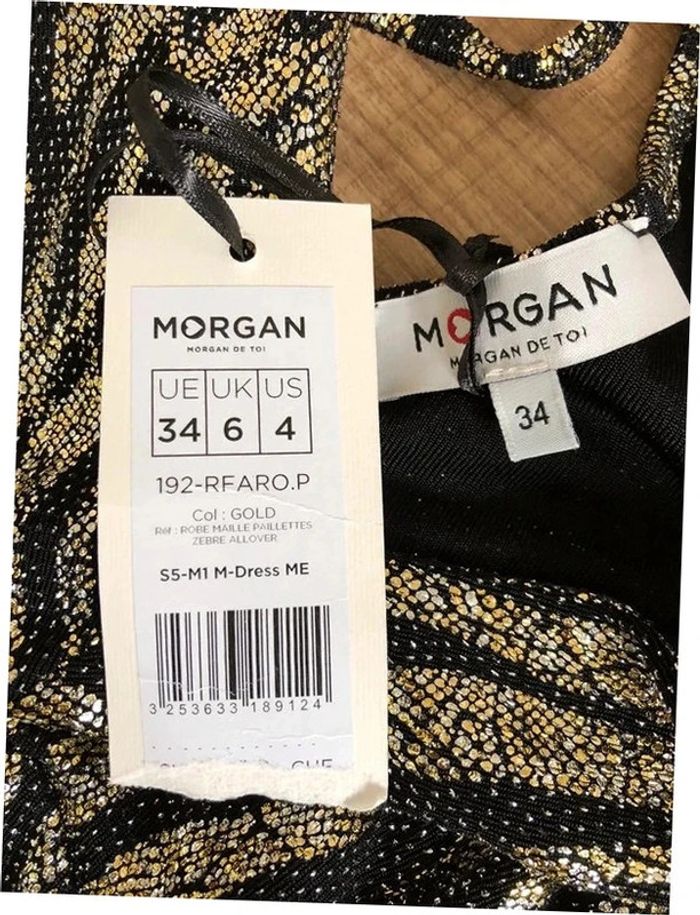 MORGAN
MORGAN DE TOI
UE UK US
34 6 4
192-RFARO.P
Col : GOLD
Réf : ROBE MAILLE PAILLETTES
ZEBRE ALLOVER
S5-M1 M-Dress ME
3 253633 189124
CHF
MORGAN
MORGAN DE TOI
34